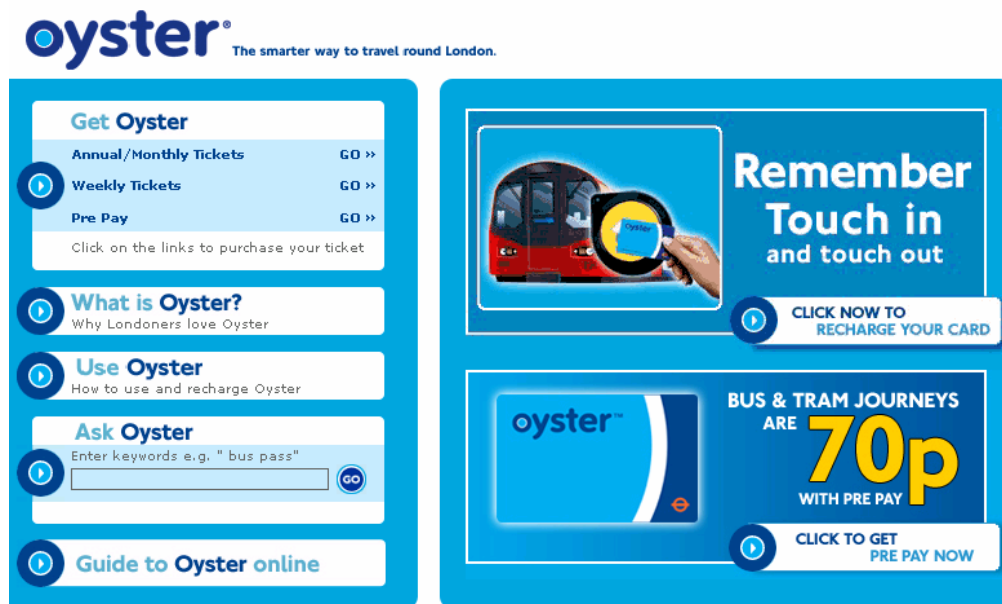 oyster®
The smarter way to travel round London.
Get Oyster
Annual/Monthly Tickets GO »
Weekly Tickets GO »
Pre Pay GO »
Click on the links to purchase your ticket
What is Oyster?
Why Londoners love Oyster
Use Oyster
How to use and recharge Oyster
Ask Oyster
Enter keywords e.g. " bus pass"
GO
Guide to Oyster online
oyster
Remember
Touch in
and touch out
CLICK NOW TO
RECHARGE YOUR CARD
oyster™
BUS & TRAM JOURNEYS
ARE 70p
WITH PRE PAY
CLICK TO GET
PRE PAY NOW